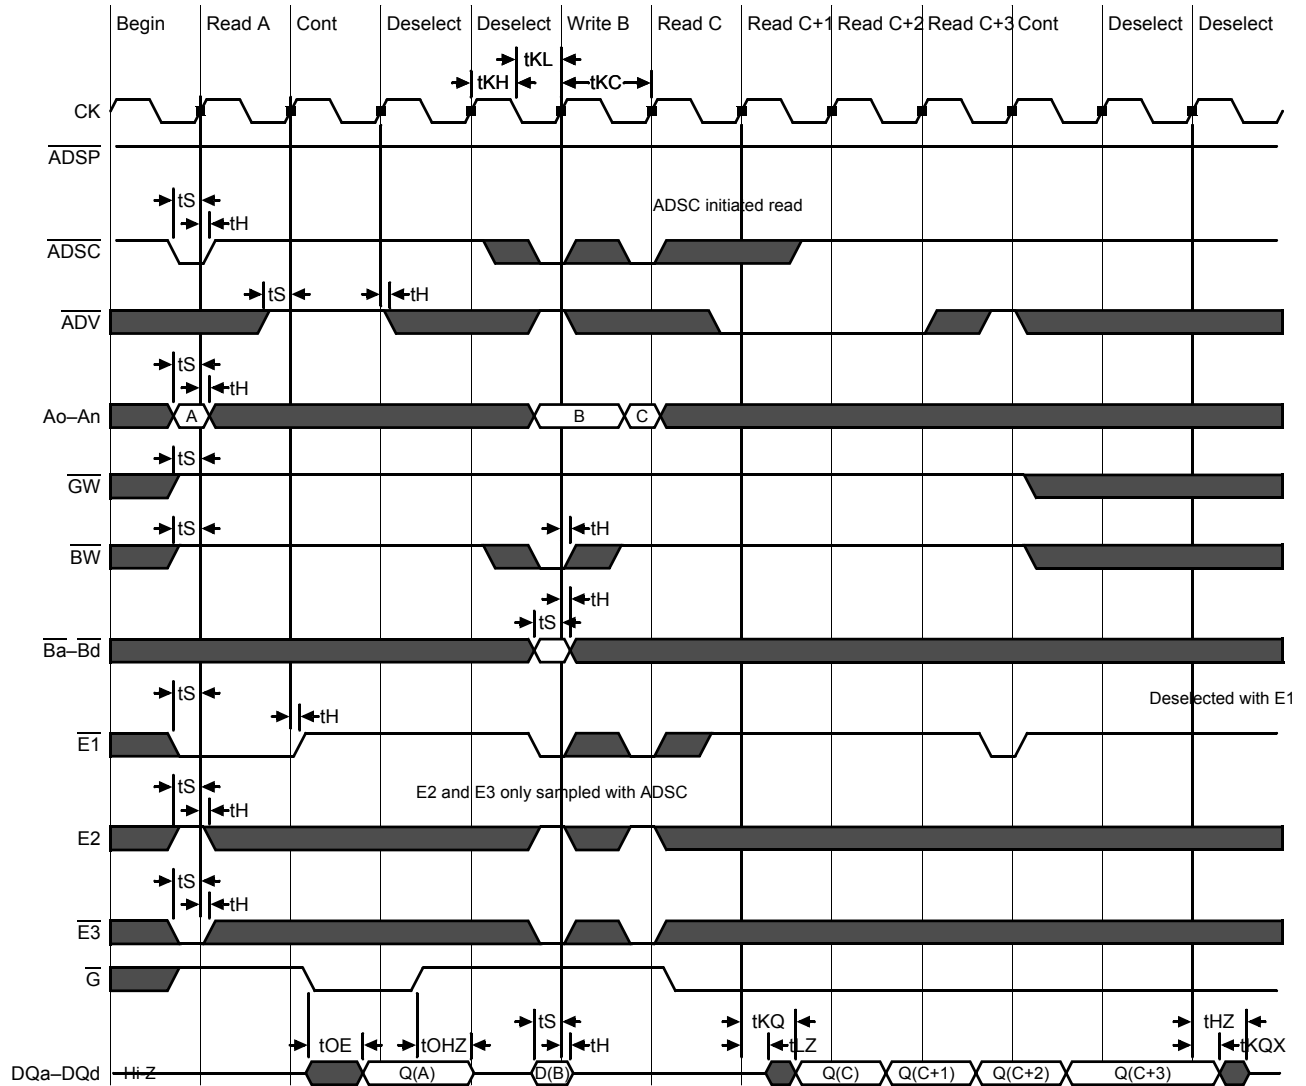 Begin Read A Cont Deselect Deselect Write B Read C Read C+1 Read C+2 Read C+3 Cont Deselect Deselect
tKL
tKH tKC
CK
ADSP
tS
tH
ADSC initiated read
ADSC
tS tH
ADV
tS
tH
Ao–An A B C
tS
GW
tS tH
BW
tH
tS
Ba–Bd
tS
tH
Deselected with E1
E1
tS
E2 and E3 only sampled with ADSC
tH
E2
tS
tH
E3
G
tS tKQ tHZ
tOE tOHZ tH tLZ tKQX
DQa–DQd Hi-Z Q(A) D(B) Q(C) Q(C+1) Q(C+2) Q(C+3)